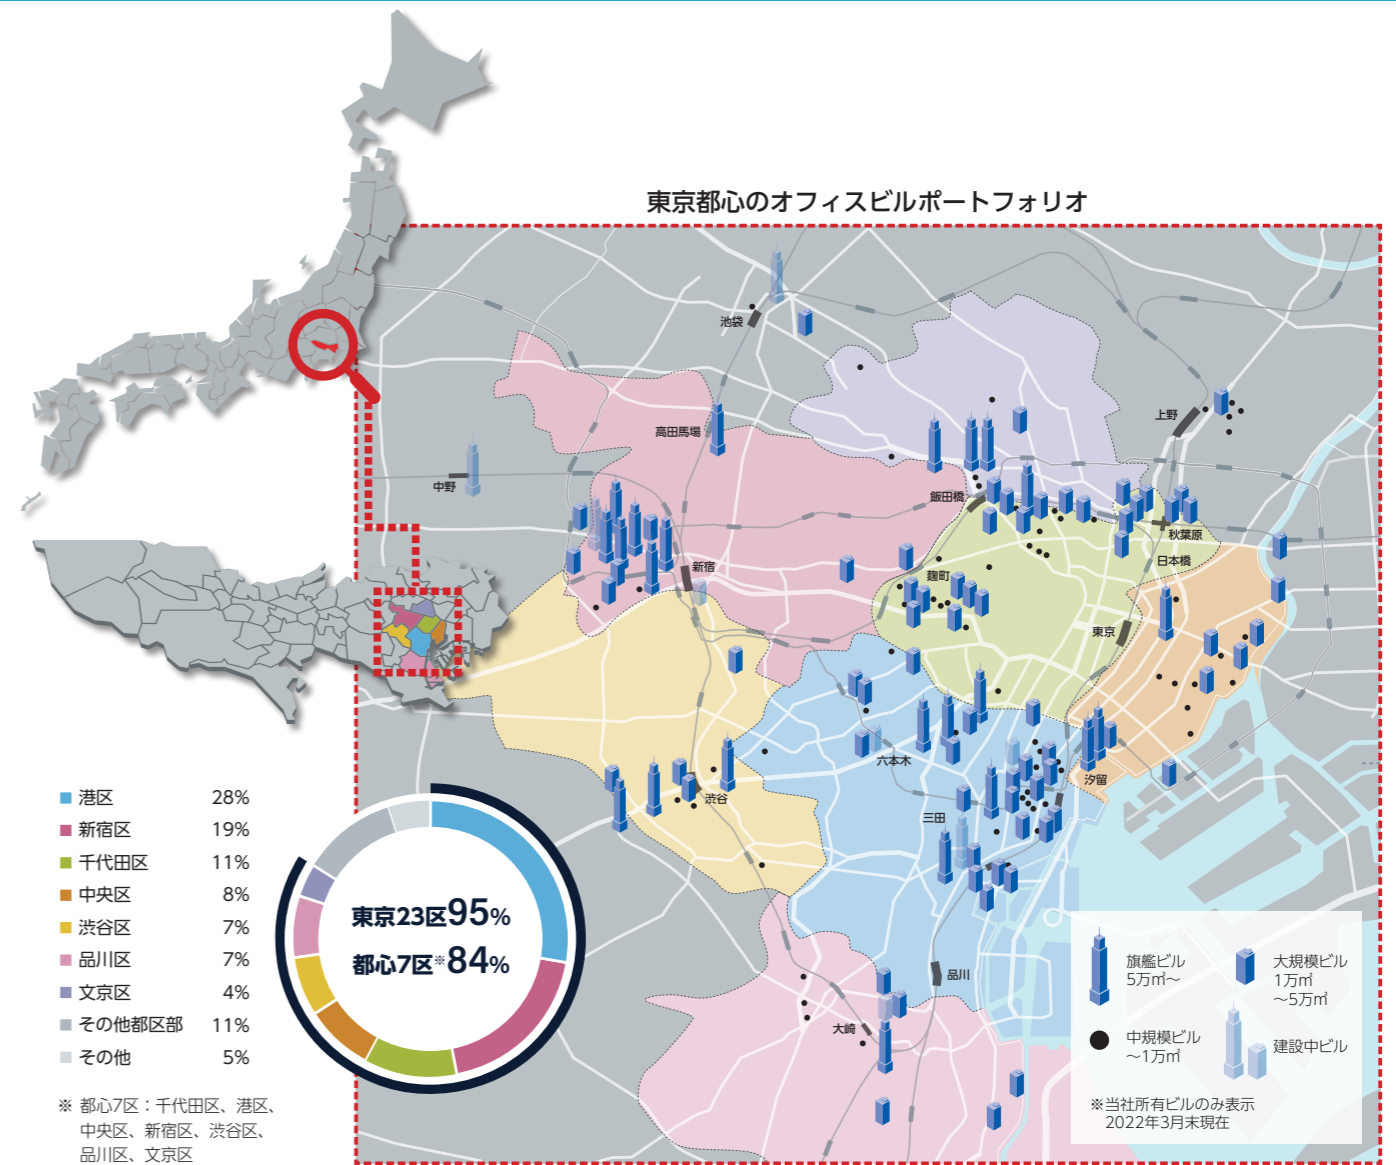 東京都心のオフィスビルポートフォリオ
池袋
上野
高田馬場
中野
飯田橋
秋葉原
日本橋
新宿
麹町
東京
六本木
汐留
渋谷
三田
品川
大崎
港区 28%
新宿区 19%
千代田区 11%
中央区 8%
渋谷区 7%
品川区 7%
文京区 4%
その他都区部 11%
その他 5%
※ 都心7区：千代田区、港区、
中央区、新宿区、渋谷区、
品川区、文京区
東京23区95%
都心7区※84%
旗艦ビル
5万㎡～
大規模ビル
1万㎡
～5万㎡
中規模ビル
～1万㎡
建設中ビル
※当社所有ビルのみ表示
2022年3月末現在